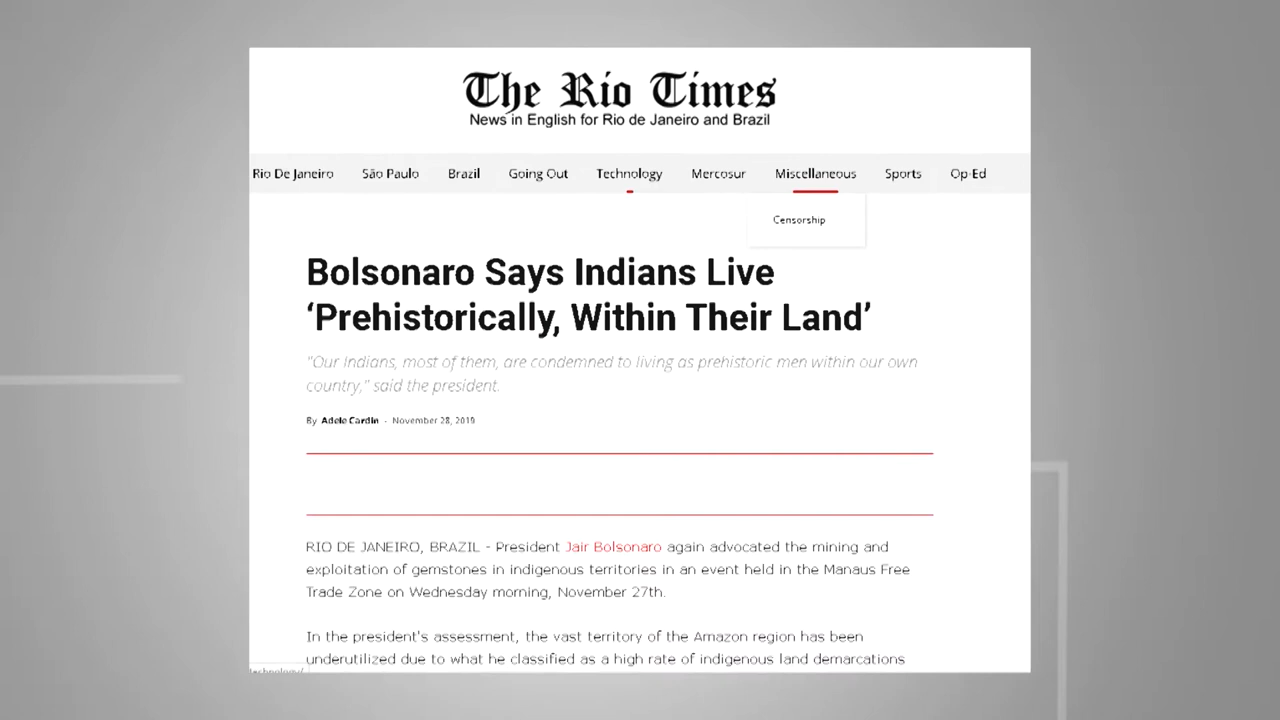 The Rio Times
News in English for Rio de Janeiro and Brazil
Rio De Janeiro São Paulo Brazil Going Out Technology Mercosur Miscellaneous Sports Op-Ed
Censorship
Bolsonaro Says Indians Live
‘Prehistorically, Within Their Land’
"Our Indians, most of them, are condemned to living as prehistoric men within our own
country," said the president.
By Adele Cardin - November 28, 2019
RIO DE JANEIRO, BRAZIL - President Jair Bolsonaro again advocated the mining and
exploitation of gemstones in indigenous territories in an event held in the Manaus Free
Trade Zone on Wednesday morning, November 27th.
In the president's assessment, the vast territory of the Amazon region has been
underutilized due to what he classified as a high rate of indigenous land demarcations